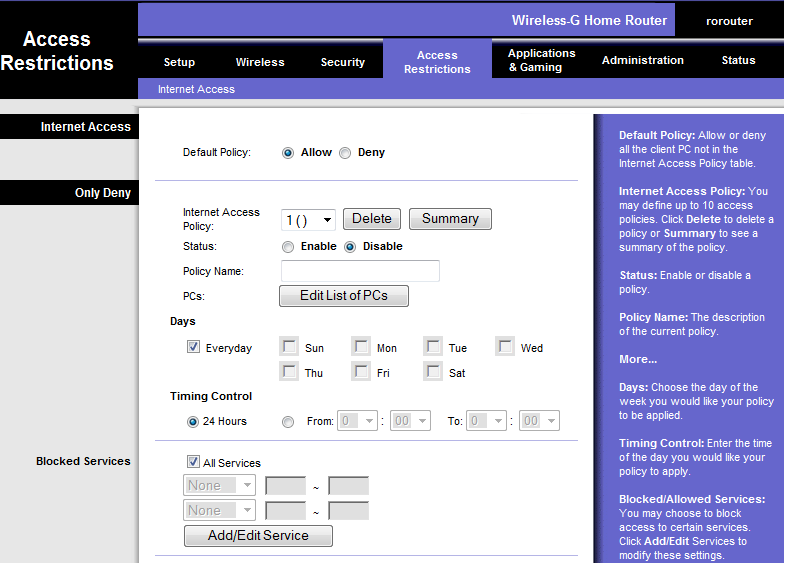 Access
Restrictions
Wireless-G Home Router
rorouter
Setup
Wireless
Security
Access
Restrictions
Applications
& Gaming
Administration
Status
Internet Access
Internet Access
Default Policy:
Allow
Deny
Only Deny
Internet Access
Policy:
1 ( )
Delete
Summary
Status:
Enable
Disable
Policy Name:
PCs:
Edit List of PCs
Days
Everyday
Sun
Mon
Tue
Wed
Thu
Fri
Sat
Timing Control
24 Hours
From:
0
:
00
To:
0
:
00
Blocked Services
All Services
None
~
None
~
Add/Edit Service
Default Policy: Allow or deny
all the client PC not in the
Internet Access Policy table.
Internet Access Policy: You
may define up to 10 access
policies. Click Delete to delete a
policy or Summary to see a
summary of the policy.
Status: Enable or disable a
policy.
Policy Name: The description
of the current policy.
More...
Days: Choose the day of the
week you would like your policy
to be applied.
Timing Control: Enter the time
of the day you would like your
policy to apply.
Blocked/Allowed Services:
You may choose to block
access to certain services.
Click Add/Edit Services to
modify these settings.